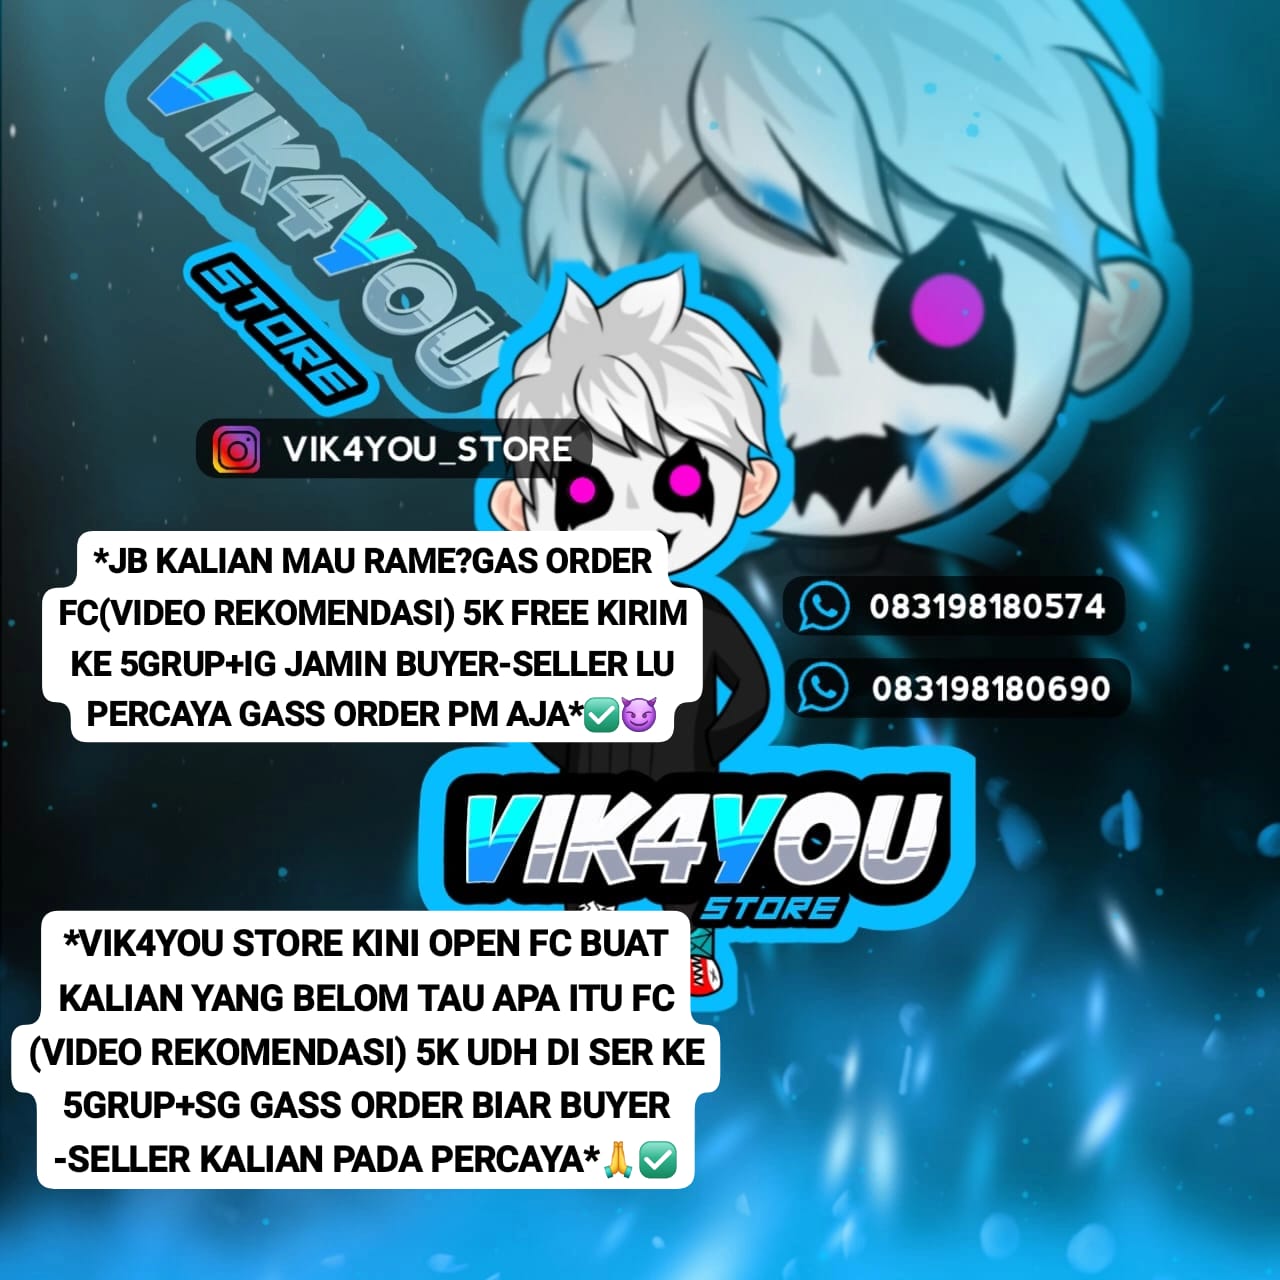 VIK4YOU
STORE
VIK4YOU_STORE
*JB KALIAN MAU RAME?GAS ORDER
FC(VIDEO REKOMENDASI) 5K FREE KIRIM
KE 5GRUP+IG JAMIN BUYER-SELLER LU
PERCAYA GASS ORDER PM AJA*✅😈
083198180574
083198180690
VIK4YOU
STORE
*VIK4YOU STORE KINI OPEN FC BUAT
KALIAN YANG BELOM TAU APA ITU FC
(VIDEO REKOMENDASI) 5K UDH DI SER KE
5GRUP+SG GASS ORDER BIAR BUYER
-SELLER KALIAN PADA PERCAYA*🙏✅